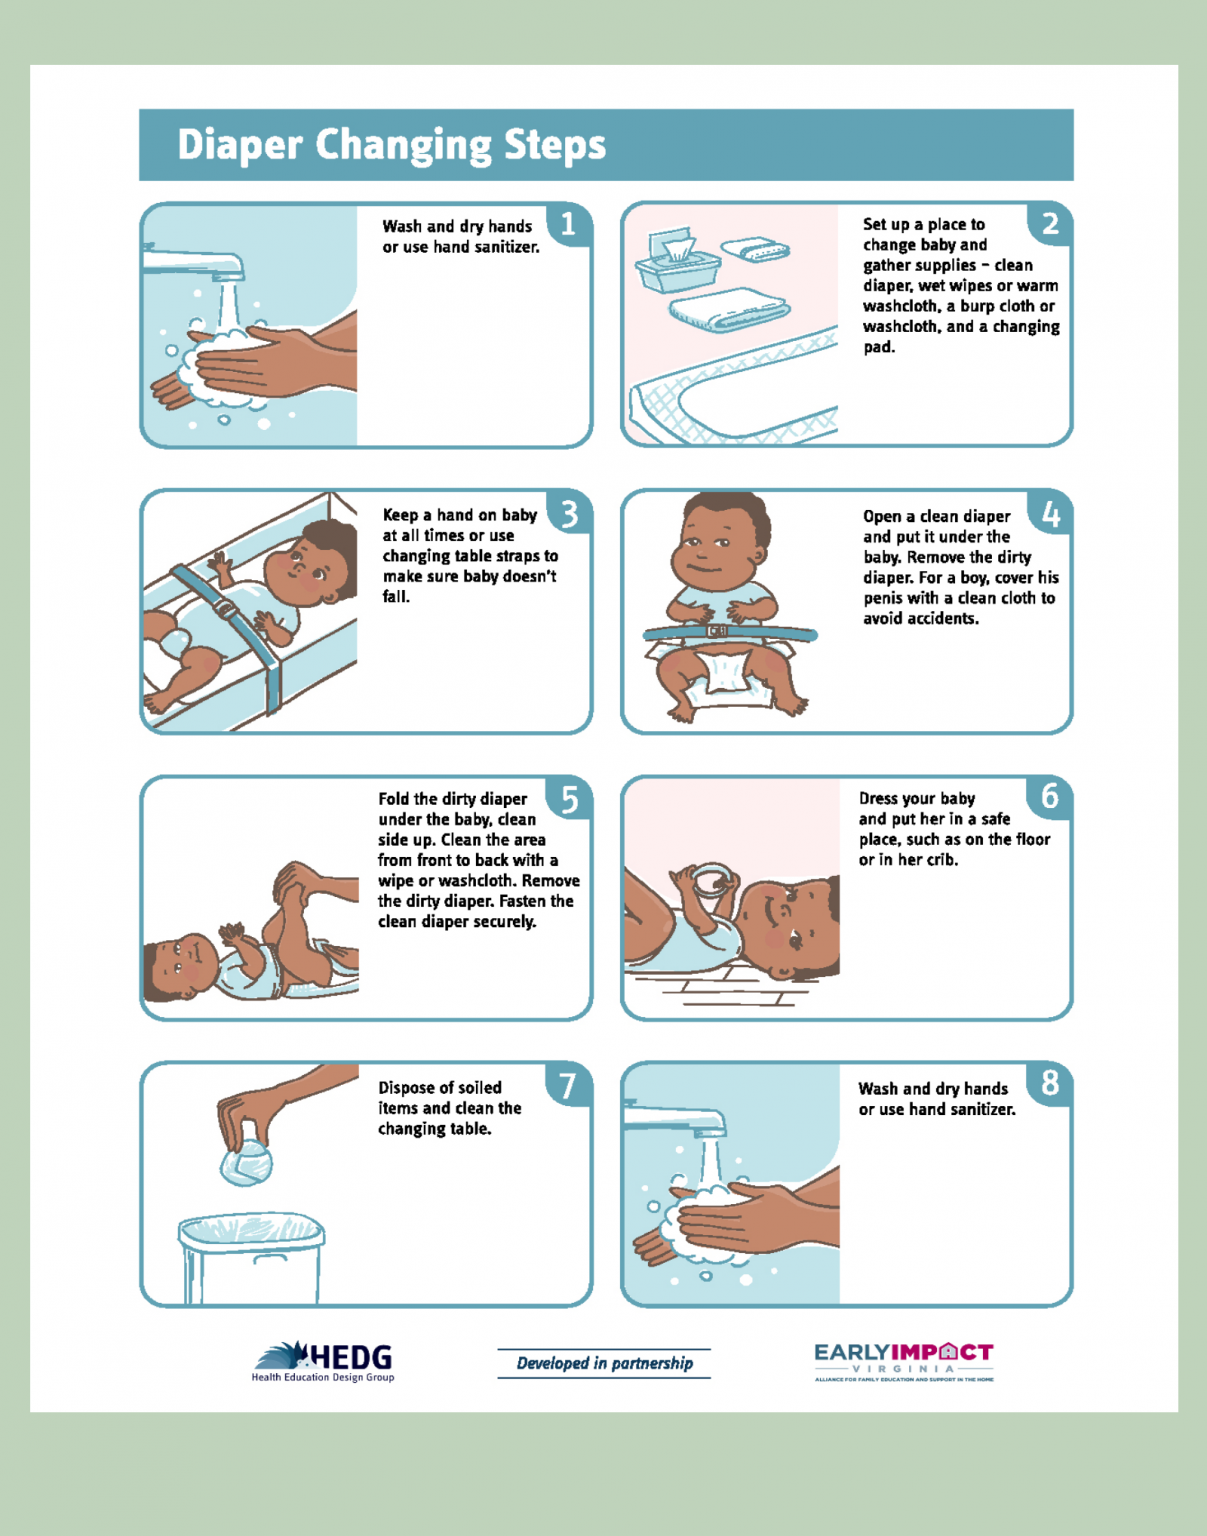 Diaper Changing Steps
1
Wash and dry hands
or use hand sanitizer.
2
Set up a place to
change baby and
gather supplies – clean
diaper, wet wipes or warm
washcloth, a burp cloth or
washcloth, and a changing
pad.
3
Keep a hand on baby
at all times or use
changing table straps to
make sure baby doesn't
fall.
4
Open a clean diaper
and put it under the
baby. Remove the dirty
diaper. For a boy, cover his
penis with a clean cloth to
avoid accidents.
5
Fold the dirty diaper
under the baby, clean
side up. Clean the area
from front to back with a
wipe or washcloth. Remove
the dirty diaper. Fasten the
clean diaper securely.
6
Dress your baby
and put her in a safe
place, such as on the floor
or in her crib.
7
Dispose of soiled
items and clean the
changing table.
8
Wash and dry hands
or use hand sanitizer.
HEDG
Health Education Design Group
Developed in partnership
EARLY IMPACT
VIRGINIA
ALLIANCE FOR FAMILY EDUCATION AND SUPPORT IN THE HOME